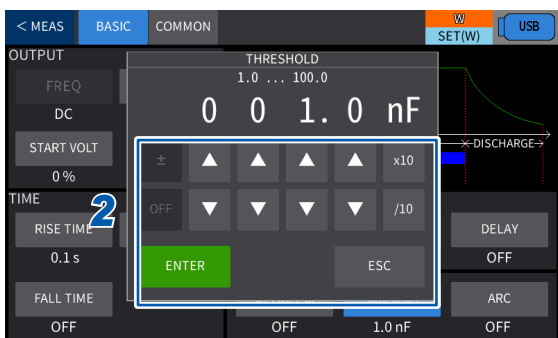 < MEAS BASIC COMMON W SET(W) USB
OUTPUT
THRESHOLD
1.0 ... 100.0
FREQ
DC
0 0 1. 0 nF
START VOLT
0 %
± x10
DISCHARGE
TIME
2
OFF /10
RISE TIME
0.1 s
DELAY
OFF
ENTER ESC
FALL TIME
OFF
OFF
1.0 nF
ARC
OFF